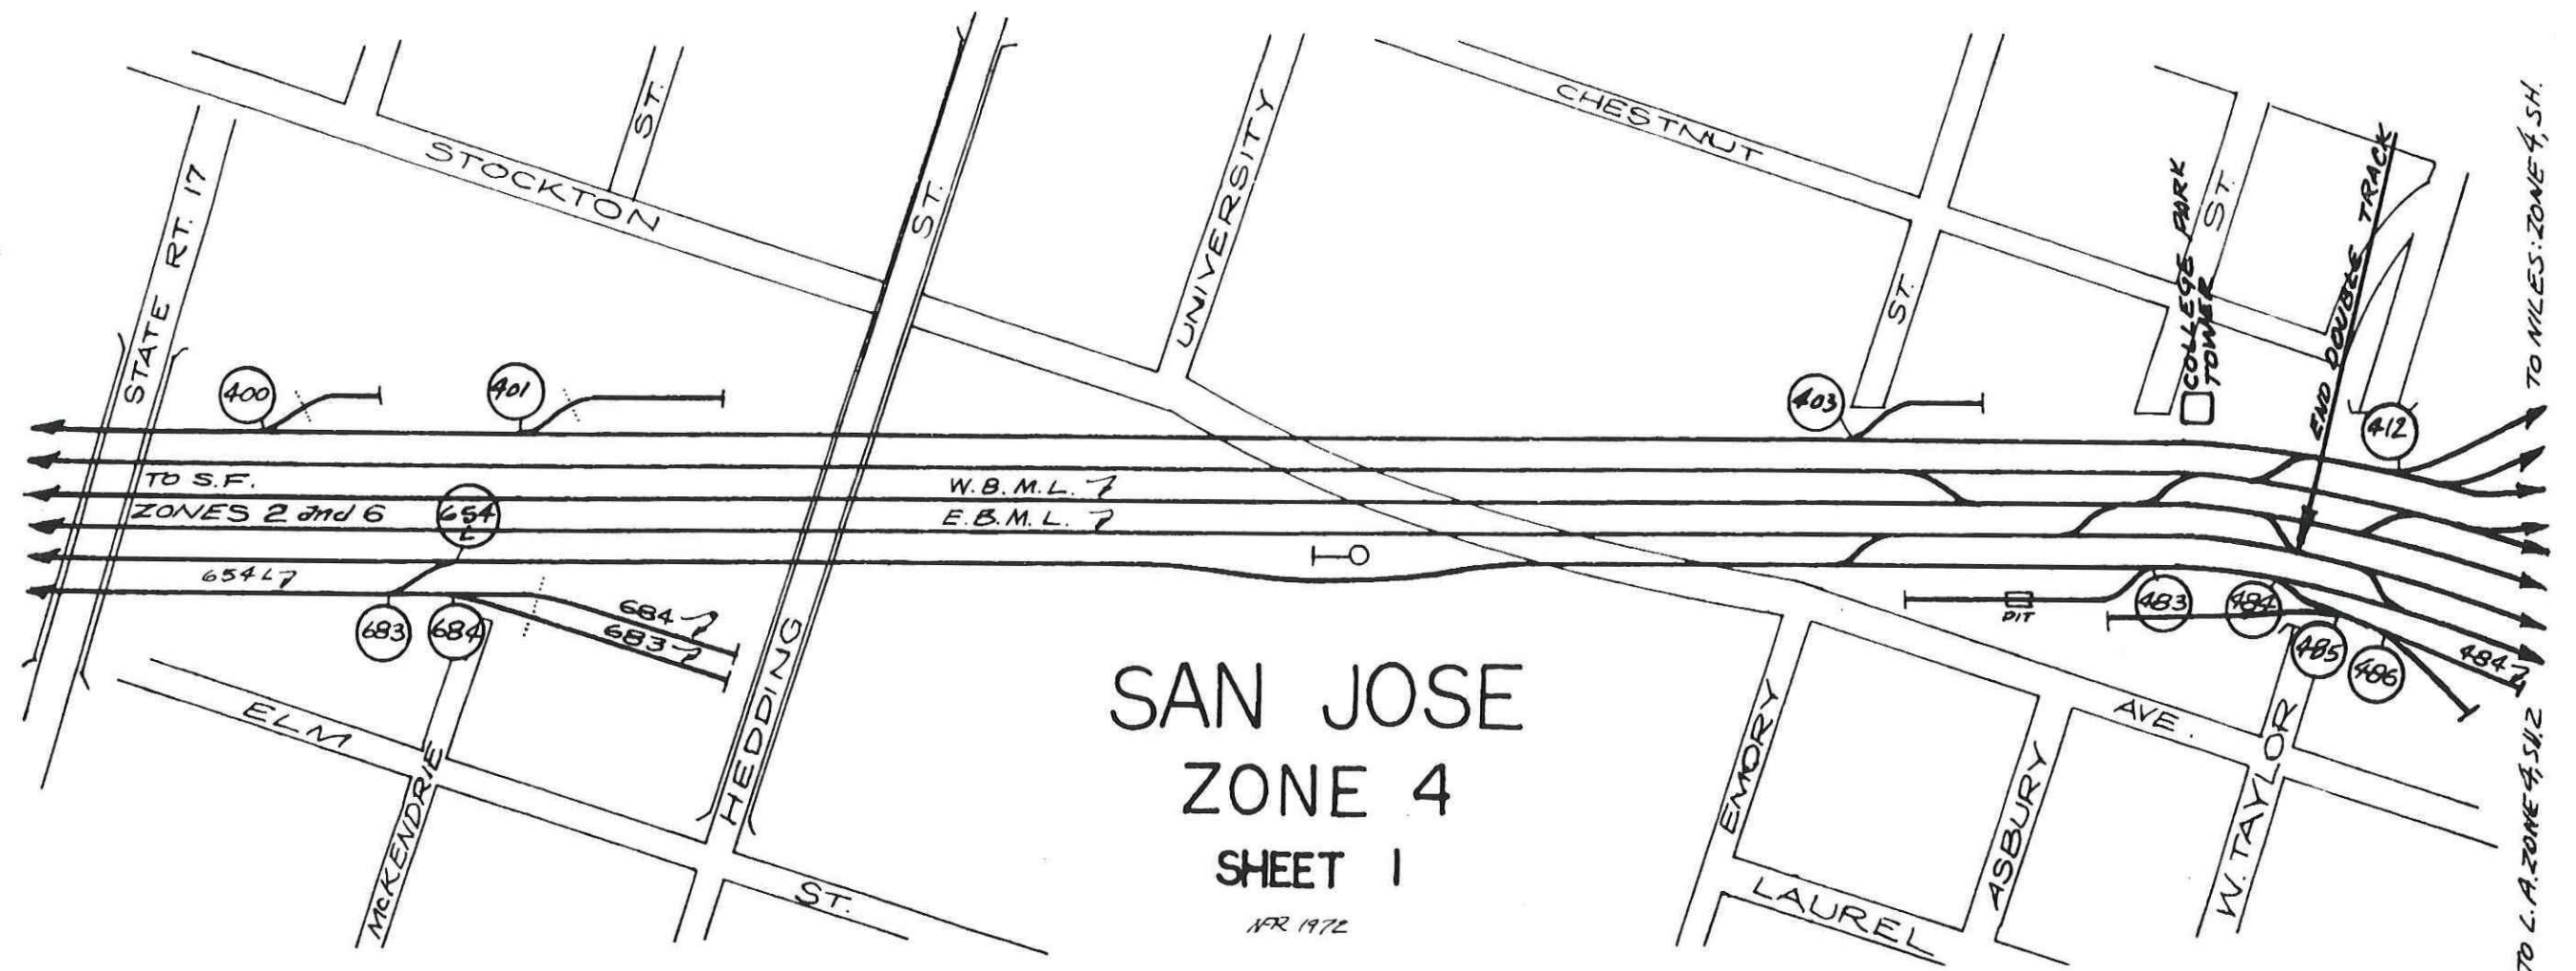 STATE RT. 17
STOCKTON
ST.
ST.
UNIVERSITY
CHESTNUT
ST.
COLLEGE PARK
TOWER
ST.
END DOUBLE TRACK
TO NILES: ZONE 4, SH.
400
401
403
412
TO S.F.
ZONES 2 and 6
654
L
W.B.M.L.
E.B.M.L.
654L
683
684
684
683
PIT
483
484
485
486
484
ELM
McKENDRIE
HEDDING
ST.
SAN JOSE
ZONE 4
SHEET 1
NFR 1972
EMORY
LAUREL
ASBURY
AVE.
W. TAYLOR
TO L.A. ZONE 4, SH. 2